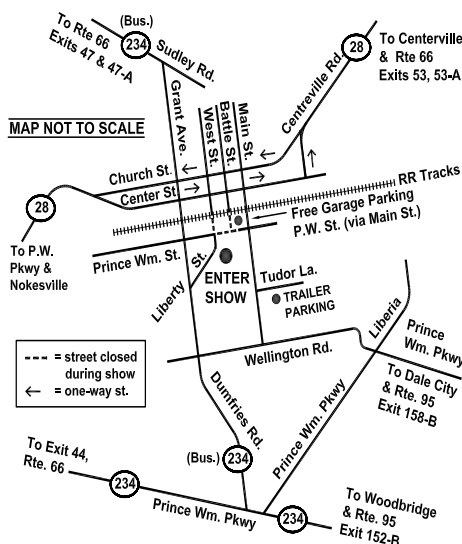 To Rte 66
Exits 47 & 47-A
(Bus.)
234
Sudley Rd.
28
To Centerville
& Rte 66
Exits 53, 53-A
Centreville Rd.
MAP NOT TO SCALE
Grant Ave.
West St.
Battle St.
Main St.
Church St.
Center St
28
To P.W.
Pkwy &
Nokesville
RR Tracks
Free Garage Parking
P.W. St. (via Main St.)
Prince Wm. St.
Liberty St.
ENTER
SHOW
Tudor La.
TRAILER
PARKING
Liberia
Prince
Wm. Pkwy
Wellington Rd.
To Dale City
& Rte. 95
Exit 158-B
= street closed
during show
= one-way st.
Dumfries Rd.
(Bus.)
234
Prince Wm. Pkwy
To Exit 44,
Rte. 66
234
Prince Wm. Pkwy
234
To Woodbridge
& Rte. 95
Exit 152-B